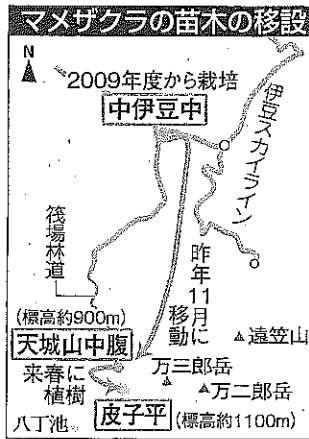 マメザクラの苗木の移設
N
2009年度から栽培
中伊豆中
伊豆スカイライン
筏場林道
昨年11月に
移動
(標高約900m)
天城山中腹
遠笠山
万三郎岳
万二郎岳
来春に
植樹
皮子平
(標高約1100m)
八丁池